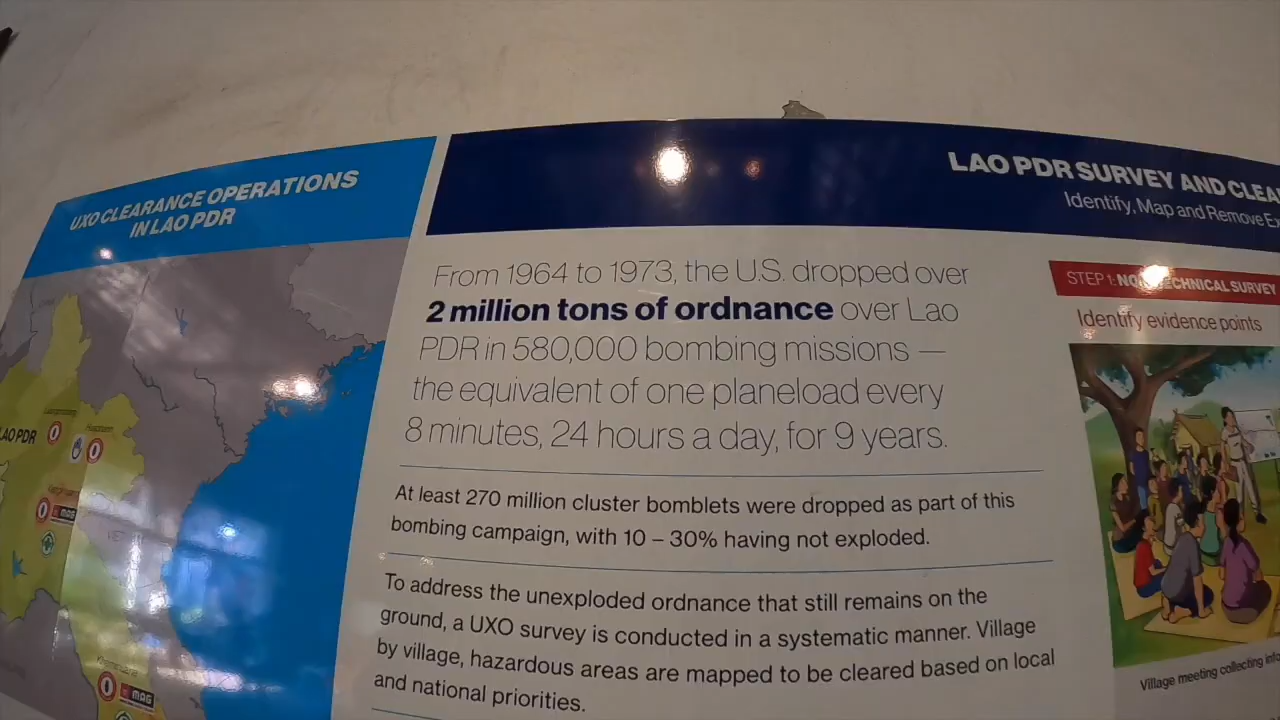 UXO CLEARANCE OPERATIONS
IN LAO PDR
LAO PDR
MAG
MAG
LAO PDR SURVEY AND
Identify, Map and Remove
From 1964 to 1973, the U.S. dropped over
2 million tons of ordnance over Lao
PDR in 580,000 bombing missions —
the equivalent of one planeload every
8 minutes, 24 hours a day, for 9 years.
At least 270 million cluster bomblets were dropped as part of this
bombing campaign, with 10 – 30% having not exploded.
To address the unexploded ordnance that still remains on the
ground, a UXO survey is conducted in a systematic manner. Village
by village, hazardous areas are mapped to be cleared based on local
and national priorities.
STEP 1: SURVEY
Identify evidence points
Village meeting collecting